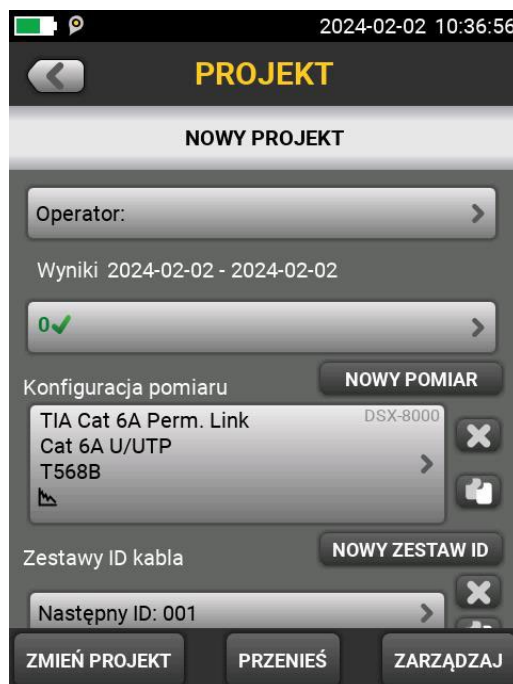 2024-02-02 10:36:56
PROJEKT
NOWY PROJEKT
Operator:
Wyniki 2024-02-02 - 2024-02-02
0
Konfiguracja pomiaru
NOWY POMIAR
TIA Cat 6A Perm. Link
DSX-8000
Cat 6A U/UTP
T568B
Zestawy ID kabla
NOWY ZESTAW ID
Następny ID: 001
ZMIEŃ PROJEKT
PRZENIEŚ
ZARZĄDZAJ